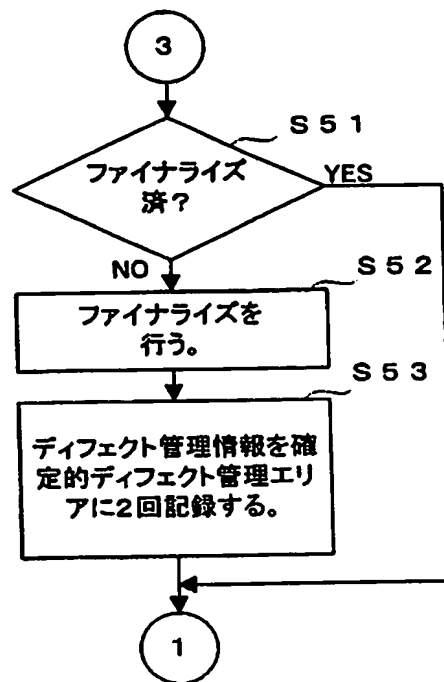 3
S51
ファイナライズ
済?
YES
NO
S52
ファイナライズを
行う。
S53
ディフェクト管理情報を確
定的ディフェクト管理エリ
アに2回記録する。
1